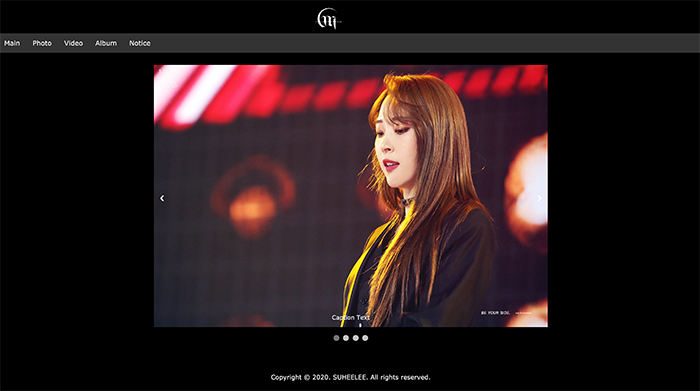 Main Photo Video Album Notice
Caption Text
BE YOUR SIDE.
Copyright © 2020. SUHEELEE. All rights reserved.